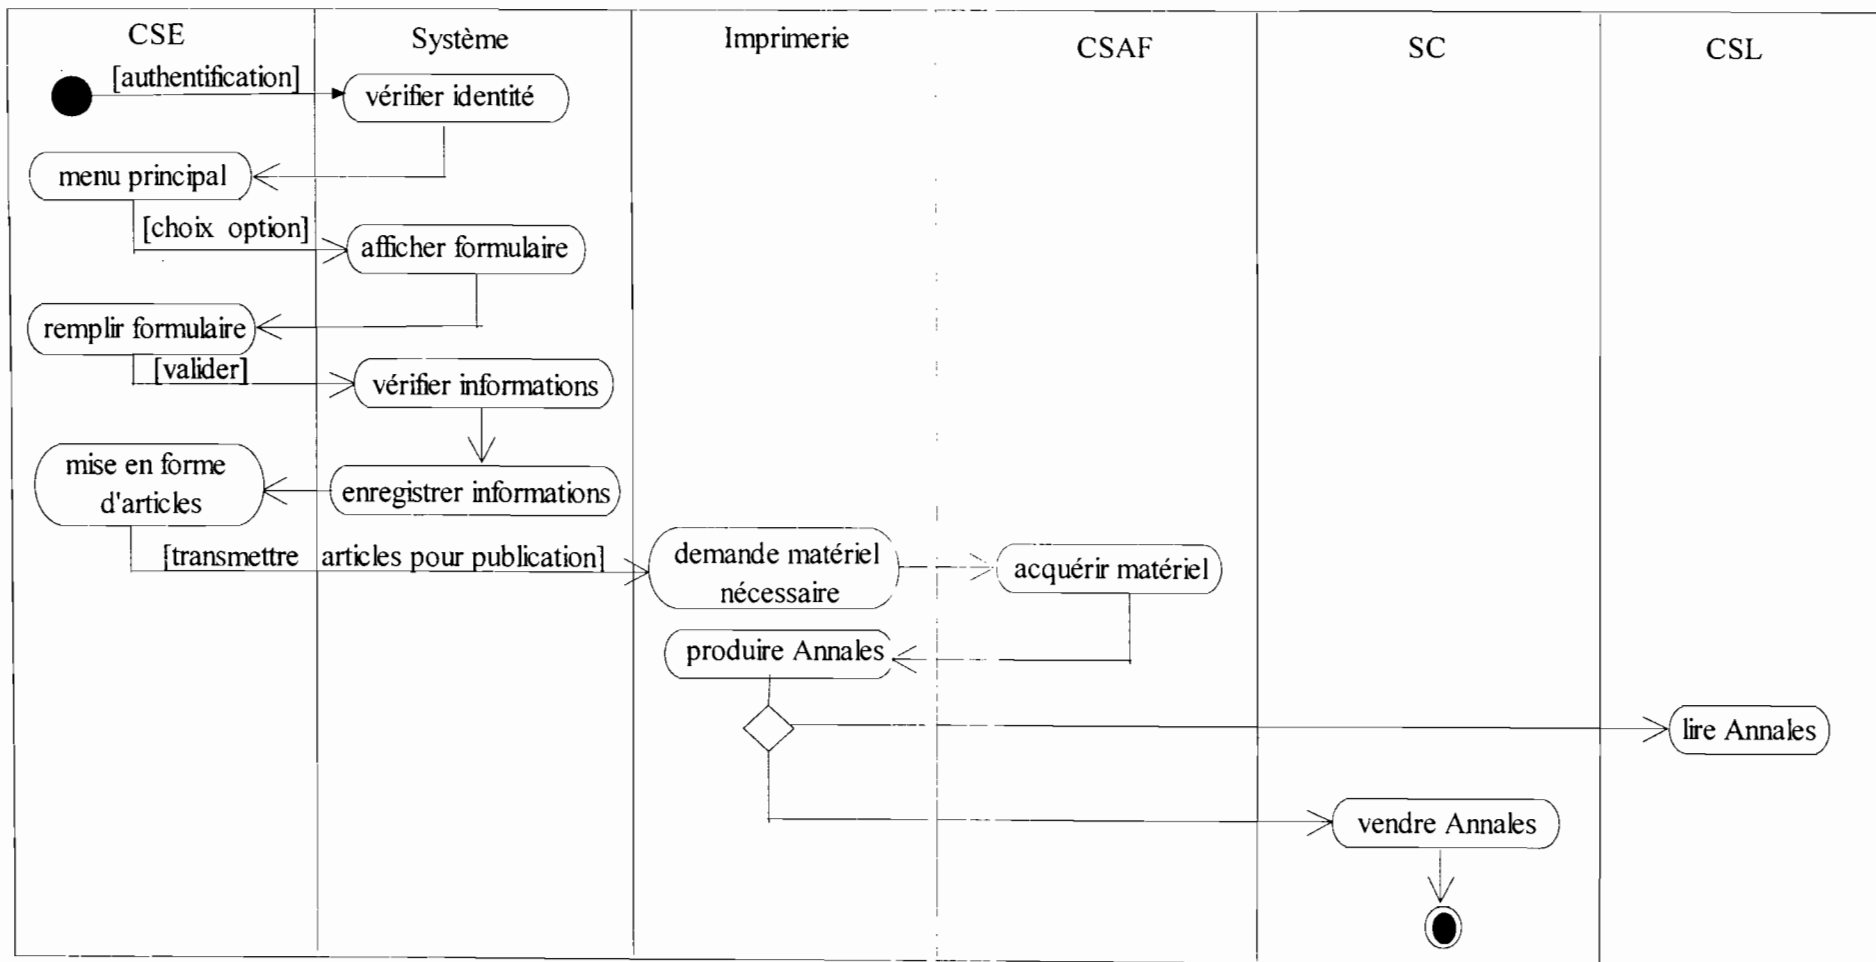 CSE
Système
Imprimerie
CSAF
SC
CSL
[authentification]
vérifier identité
menu principal
[choix option]
afficher formulaire
remplir formulaire
[valider]
vérifier informations
mise en forme
d'articles
enregistrer informations
[transmettre articles pour publication]
demande matériel
nécessaire
acquérir matériel
produire Annales
lire Annales
vendre Annales